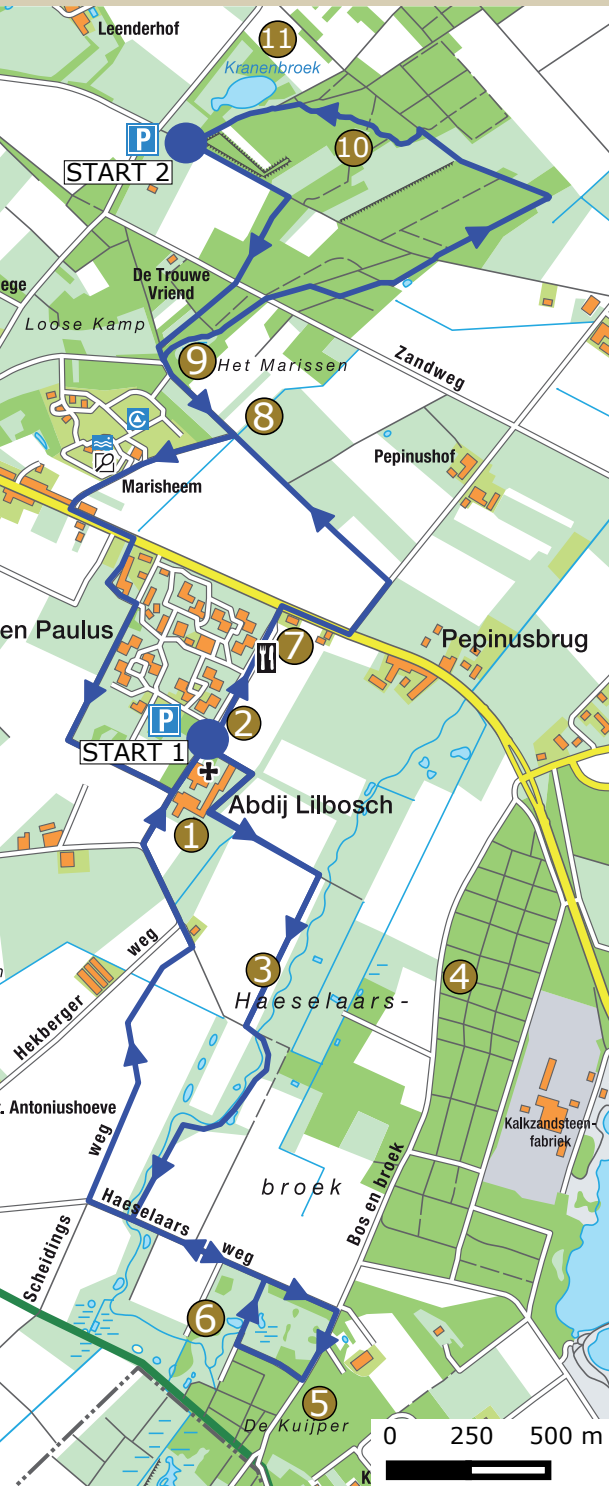 Leenderhof
11
Kranenbroek
P
START 2
10
ege
De Trouwe
Vriend
Loose Kamp
9
Het Marissen
Zandweg
8
Pepinushof
Marisheem
en Paulus
7
Pepinusbrug
P
2
START 1
Abdij Lilbosch
1
weg
3
4
Haeselaars-
Hekberger
Kalkzandsteen-
fabriek
. Antoniushoeve
weg
broek
Bos en broek
Haeselaars
weg
Scheidings
6
5
De Kuijper
0 250 500 m
K